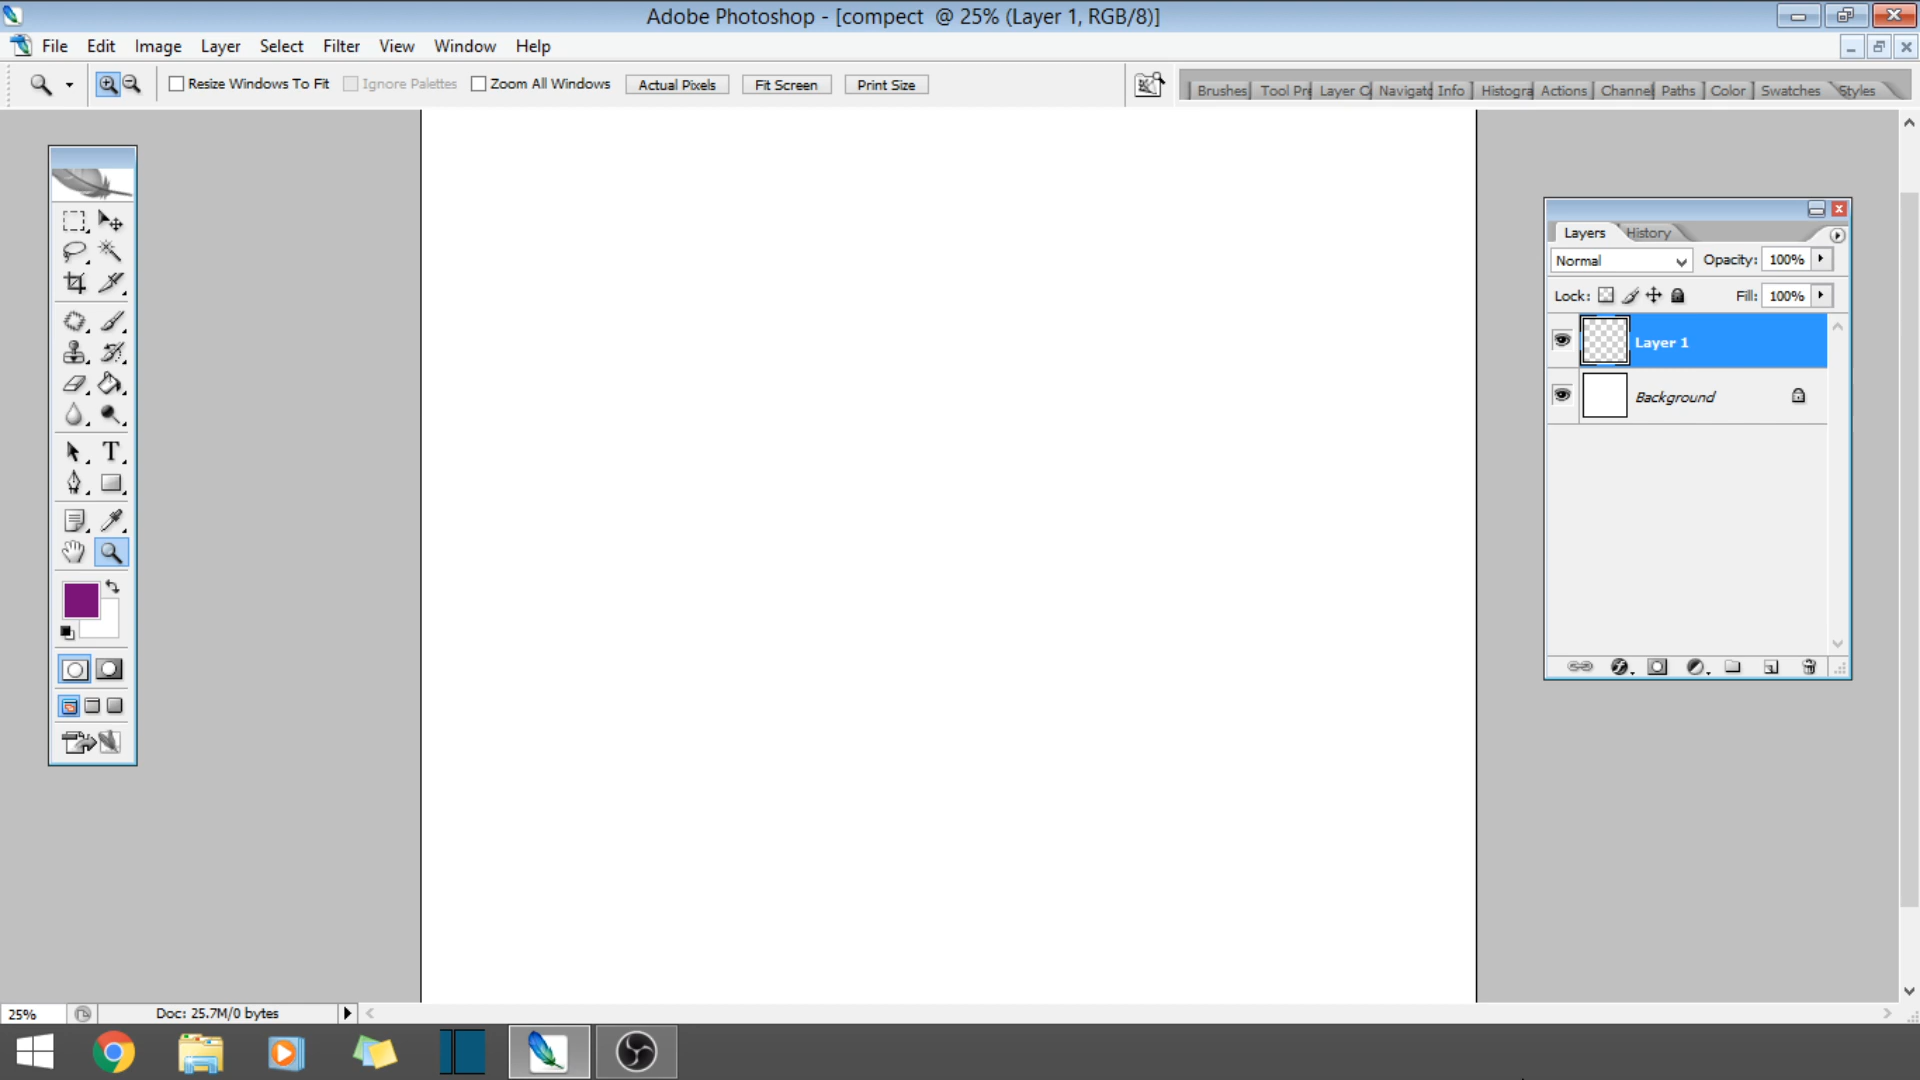 Adobe Photoshop - [compect @ 25% (Layer 1, RGB/8)]
File Edit Image Layer Select Filter View Window Help
Resize Windows To Fit Ignore Palettes Zoom All Windows Actual Pixels Fit Screen Print Size
Brushes Tool Pre Layer C Navigato Info Histogra Actions Channel Paths Color Swatches Styles
Layers History
Normal Opacity: 100%
Lock: Fill: 100%
Layer 1
Background
T
25% Doc: 25.7M/0 bytes